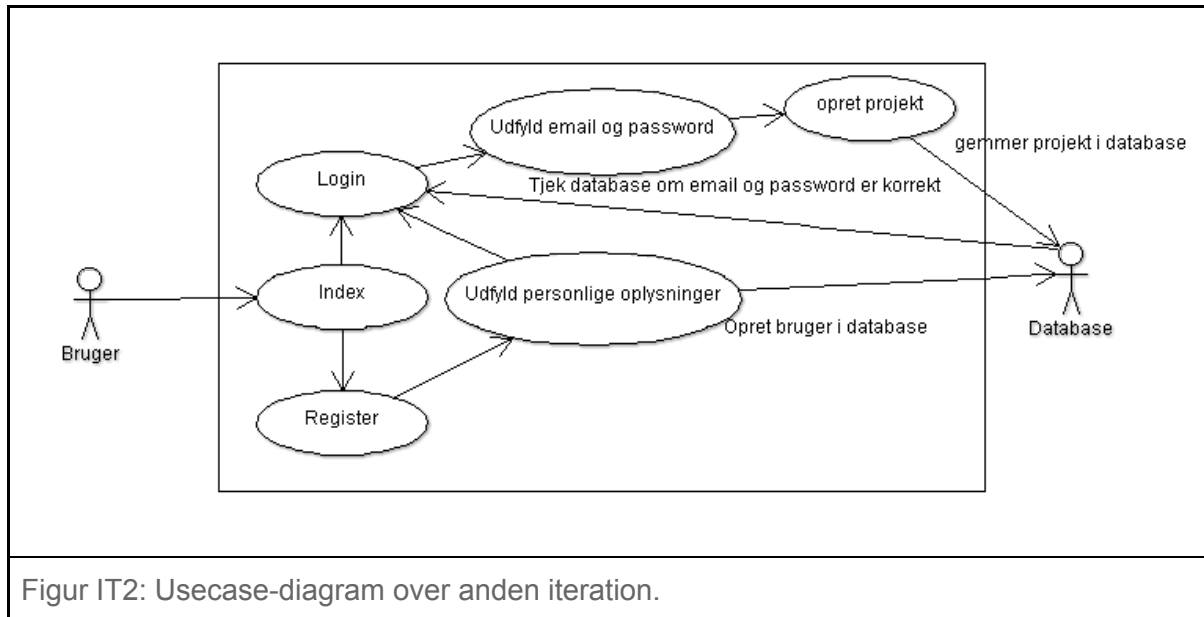 opret projekt
Udfyld email og password
gemmer projekt i database
Login
Tjek database om email og password er korrekt
Index
Udfyld personlige oplysninger
Bruger
Opret bruger i database
Database
Register
Figur IT2: Usecase-diagram over anden iteration.